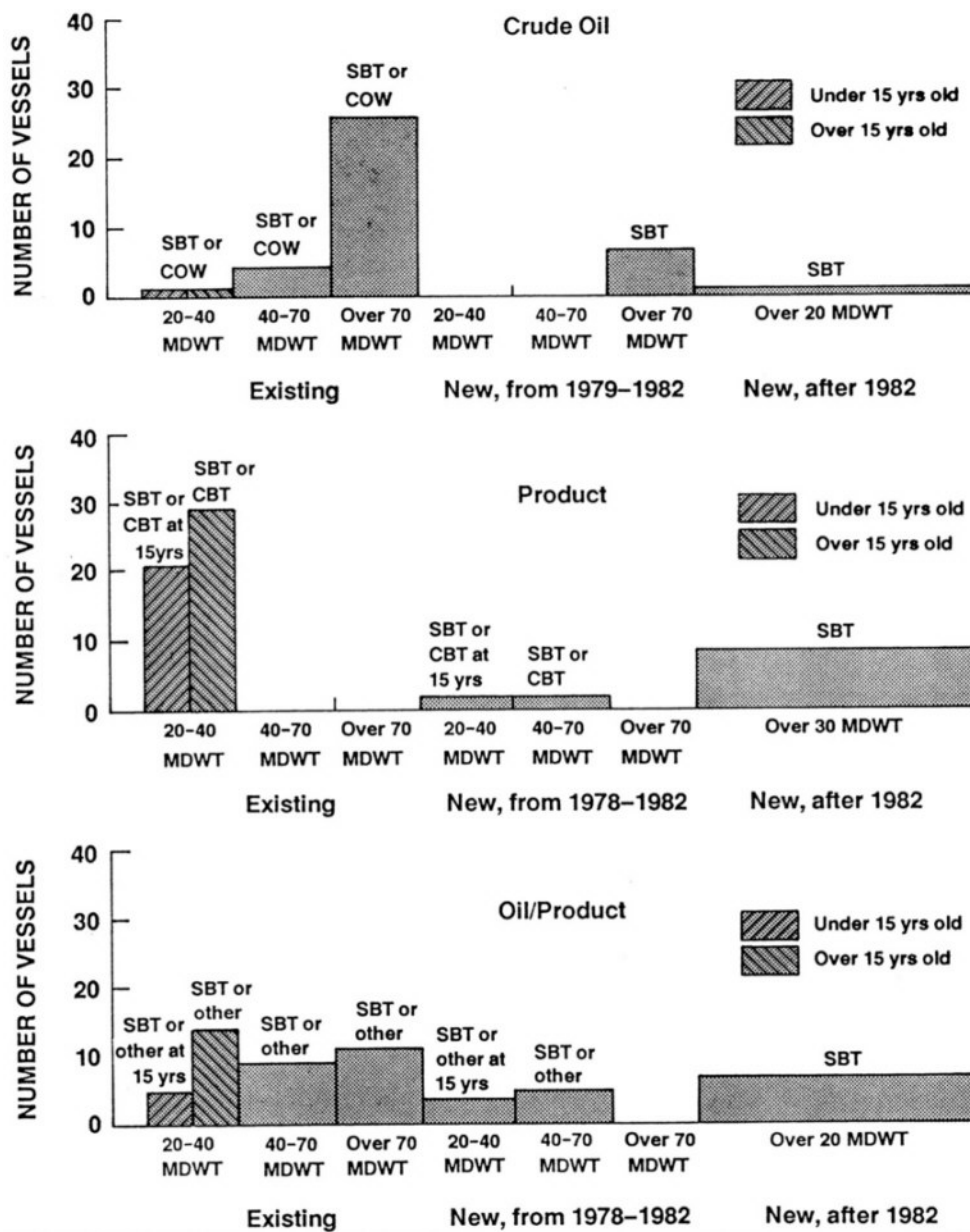 Crude Oil
NUMBER OF VESSELS
40
30
20
10
0
SBT or
COW
SBT or
COW
SBT or
COW
SBT
SBT
Under 15 yrs old
Over 15 yrs old
20–40
MDWT
40–70
MDWT
Over 70
MDWT
20–40
MDWT
40–70
MDWT
Over 70
MDWT
Over 20 MDWT
Existing
New, from 1979–1982
New, after 1982
Product
NUMBER OF VESSELS
40
30
20
10
0
SBT or
CBT at
15yrs
SBT or
CBT
SBT or
CBT at
15 yrs
SBT or
CBT
SBT
Under 15 yrs old
Over 15 yrs old
20–40
MDWT
40–70
MDWT
Over 70
MDWT
20–40
MDWT
40–70
MDWT
Over 70
MDWT
Over 30 MDWT
Existing
New, from 1978–1982
New, after 1982
Oil/Product
NUMBER OF VESSELS
40
30
20
10
0
SBT or
other at
15 yrs
SBT or
other
SBT or
other
SBT or
other
SBT or
other at
15 yrs
SBT or
other
SBT
Under 15 yrs old
Over 15 yrs old
20–40
MDWT
40–70
MDWT
Over 70
MDWT
20–40
MDWT
40–70
MDWT
Over 70
MDWT
Over 20 MDWT
Existing
New, from 1978–1982
New, after 1982